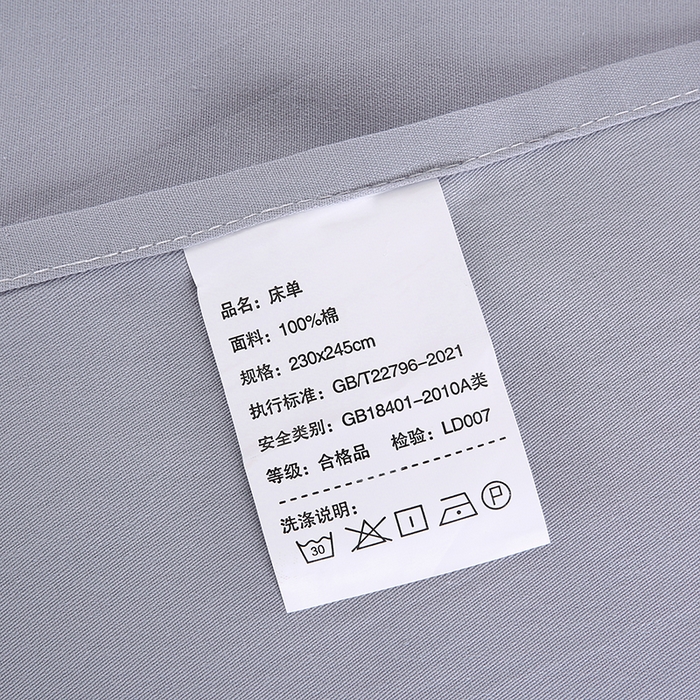 品名：床单
面料：100%棉
规格：230x245cm
执行标准：GB/T22796-2021
安全类别：GB18401-2010A类
等级：合格品 检验：LD007
洗涤说明：
30 P